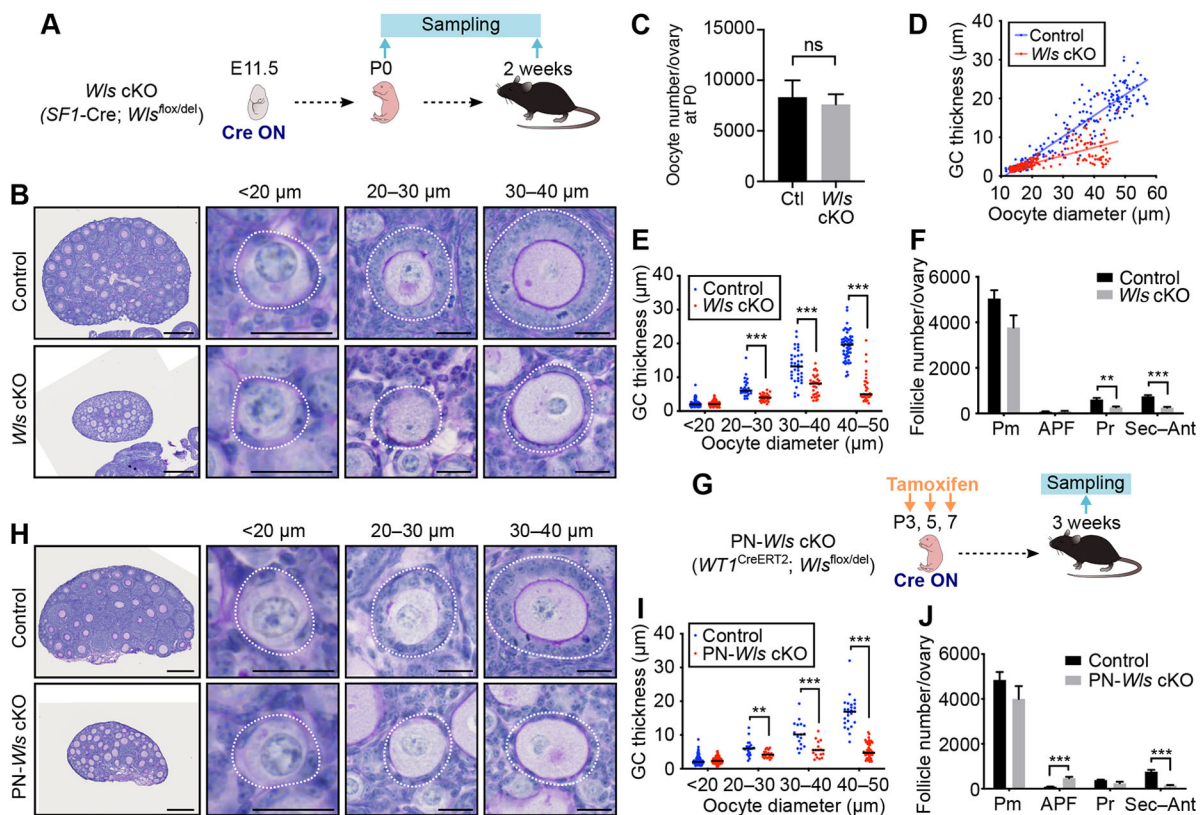 A
Sampling
E11.5
P0
2 weeks
Wls cKO
(SF1-Cre; Wls^flox/del)
Cre ON
B
<20 µm
20–30 µm
30–40 µm
Control
Wls cKO
C
Oocyte number/ovary
at P0
15000
10000
5000
0
ns
Ctl
Wls
cKO
D
GC thickness (µm)
40
30
20
10
0
Control
Wls cKO
10 20 30 40 50 60
Oocyte diameter (µm)
E
GC thickness (µm)
40
30
20
10
0
Control
Wls cKO
***
***
***
<20 20–30 30–40 40–50
Oocyte diameter (µm)
F
Follicle number/ovary
6000
4000
2000
0
Control
Wls cKO
**
***
Pm APF Pr Sec–Ant
G
Tamoxifen
Sampling
P3, 5, 7
3 weeks
PN-Wls cKO
(WT1^CreERT2; Wls^flox/del)
Cre ON
H
<20 µm
20–30 µm
30–40 µm
Control
PN-Wls cKO
I
GC thickness (µm)
40
30
20
10
0
Control
PN-Wls cKO
**
***
***
<20 20–30 30–40 40–50
Oocyte diameter (µm)
J
Follicle number/ovary
6000
4000
2000
0
Control
PN-Wls cKO
***
***
Pm APF Pr Sec–Ant